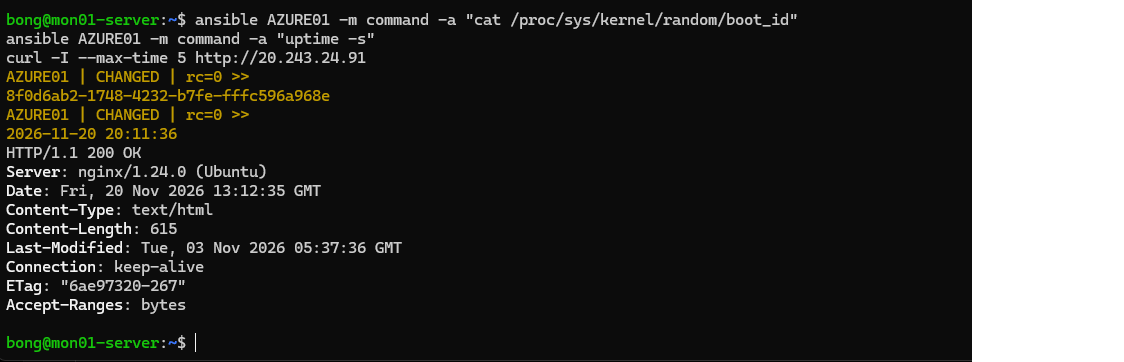 bong@mon01-server:~$ ansible AZURE01 -m command -a "cat /proc/sys/kernel/random/boot_id"
ansible AZURE01 -m command -a "uptime -s"
curl -I --max-time 5 http://20.243.24.91
AZURE01 | CHANGED | rc=0 >>
8f0d6ab2-1748-4232-b7fe-fffc596a968e
AZURE01 | CHANGED | rc=0 >>
2026-11-20 20:11:36
HTTP/1.1 200 OK
Server: nginx/1.24.0 (Ubuntu)
Date: Fri, 20 Nov 2026 13:12:35 GMT
Content-Type: text/html
Content-Length: 615
Last-Modified: Tue, 03 Nov 2026 05:37:36 GMT
Connection: keep-alive
ETag: "6ae97320-267"
Accept-Ranges: bytes
bong@mon01-server:~$